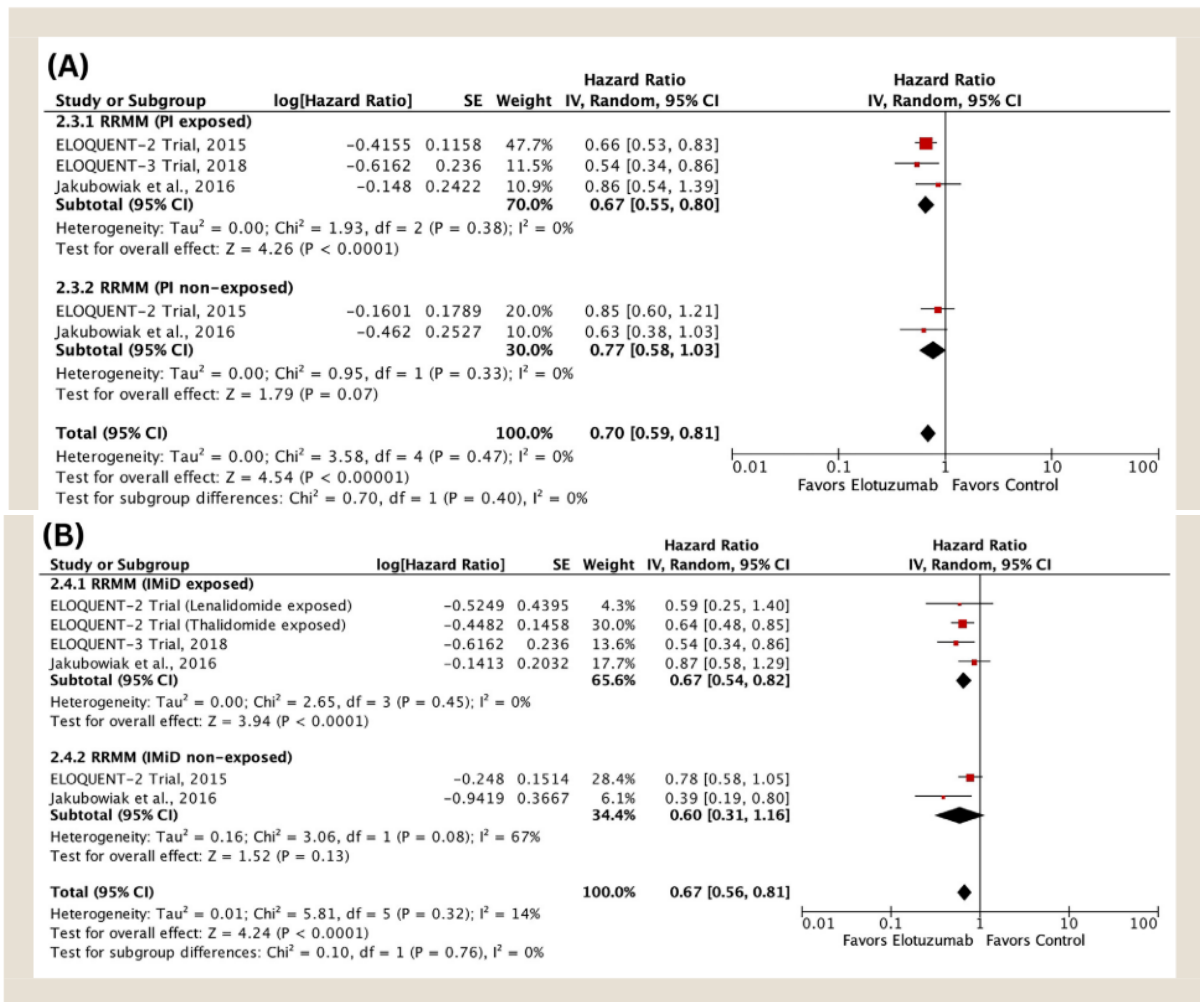 (A)
Hazard Ratio Hazard Ratio
Study or Subgroup log[Hazard Ratio] SE Weight IV, Random, 95% CI IV, Random, 95% CI
2.3.1 RRMM (PI exposed)
ELOQUENT-2 Trial, 2015 -0.4155 0.1158 47.7% 0.66 [0.53, 0.83]
ELOQUENT-3 Trial, 2018 -0.6162 0.236 11.5% 0.54 [0.34, 0.86]
Jakubowiak et al., 2016 -0.148 0.2422 10.9% 0.86 [0.54, 1.39]
Subtotal (95% CI) 70.0% 0.67 [0.55, 0.80]
Heterogeneity: Tau² = 0.00; Chi² = 1.93, df = 2 (P = 0.38); I² = 0%
Test for overall effect: Z = 4.26 (P < 0.0001)
2.3.2 RRMM (PI non-exposed)
ELOQUENT-2 Trial, 2015 -0.1601 0.1789 20.0% 0.85 [0.60, 1.21]
Jakubowiak et al., 2016 -0.462 0.2527 10.0% 0.63 [0.38, 1.03]
Subtotal (95% CI) 30.0% 0.77 [0.58, 1.03]
Heterogeneity: Tau² = 0.00; Chi² = 0.95, df = 1 (P = 0.33); I² = 0%
Test for overall effect: Z = 1.79 (P = 0.07)
Total (95% CI) 100.0% 0.70 [0.59, 0.81]
Heterogeneity: Tau² = 0.00; Chi² = 3.58, df = 4 (P = 0.47); I² = 0%
Test for overall effect: Z = 4.54 (P < 0.00001)
Test for subgroup differences: Chi² = 0.70, df = 1 (P = 0.40), I² = 0%
0.01 0.1 1 10 100
Favors Elotuzumab Favors Control
(B)
Hazard Ratio Hazard Ratio
Study or Subgroup log[Hazard Ratio] SE Weight IV, Random, 95% CI IV, Random, 95% CI
2.4.1 RRMM (IMiD exposed)
ELOQUENT-2 Trial (Lenalidomide exposed) -0.5249 0.4395 4.3% 0.59 [0.25, 1.40]
ELOQUENT-2 Trial (Thalidomide exposed) -0.4482 0.1458 30.0% 0.64 [0.48, 0.85]
ELOQUENT-3 Trial, 2018 -0.6162 0.236 13.6% 0.54 [0.34, 0.86]
Jakubowiak et al., 2016 -0.1413 0.2032 17.7% 0.87 [0.58, 1.29]
Subtotal (95% CI) 65.6% 0.67 [0.54, 0.82]
Heterogeneity: Tau² = 0.00; Chi² = 2.65, df = 3 (P = 0.45); I² = 0%
Test for overall effect: Z = 3.94 (P < 0.0001)
2.4.2 RRMM (IMiD non-exposed)
ELOQUENT-2 Trial, 2015 -0.248 0.1514 28.4% 0.78 [0.58, 1.05]
Jakubowiak et al., 2016 -0.9419 0.3667 6.1% 0.39 [0.19, 0.80]
Subtotal (95% CI) 34.4% 0.60 [0.31, 1.16]
Heterogeneity: Tau² = 0.16; Chi² = 3.06, df = 1 (P = 0.08); I² = 67%
Test for overall effect: Z = 1.52 (P = 0.13)
Total (95% CI) 100.0% 0.67 [0.56, 0.81]
Heterogeneity: Tau² = 0.01; Chi² = 5.81, df = 5 (P = 0.32); I² = 14%
Test for overall effect: Z = 4.24 (P < 0.0001)
Test for subgroup differences: Chi² = 0.10, df = 1 (P = 0.76), I² = 0%
0.01 0.1 1 10 100
Favors Elotuzumab Favors Control